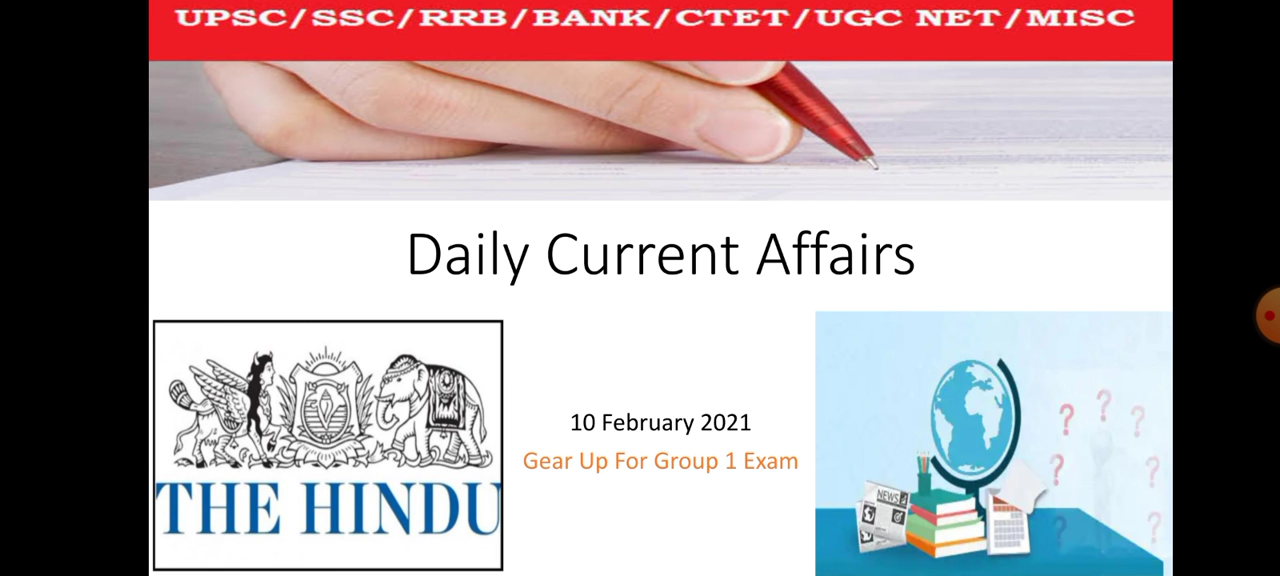 UPSC/SSC/RRB/BANK/CTET/UGC NET/MISC
Daily Current Affairs
THE HINDU
10 February 2021
Gear Up For Group 1 Exam
NEWS
? ? ?
? ?
? ?